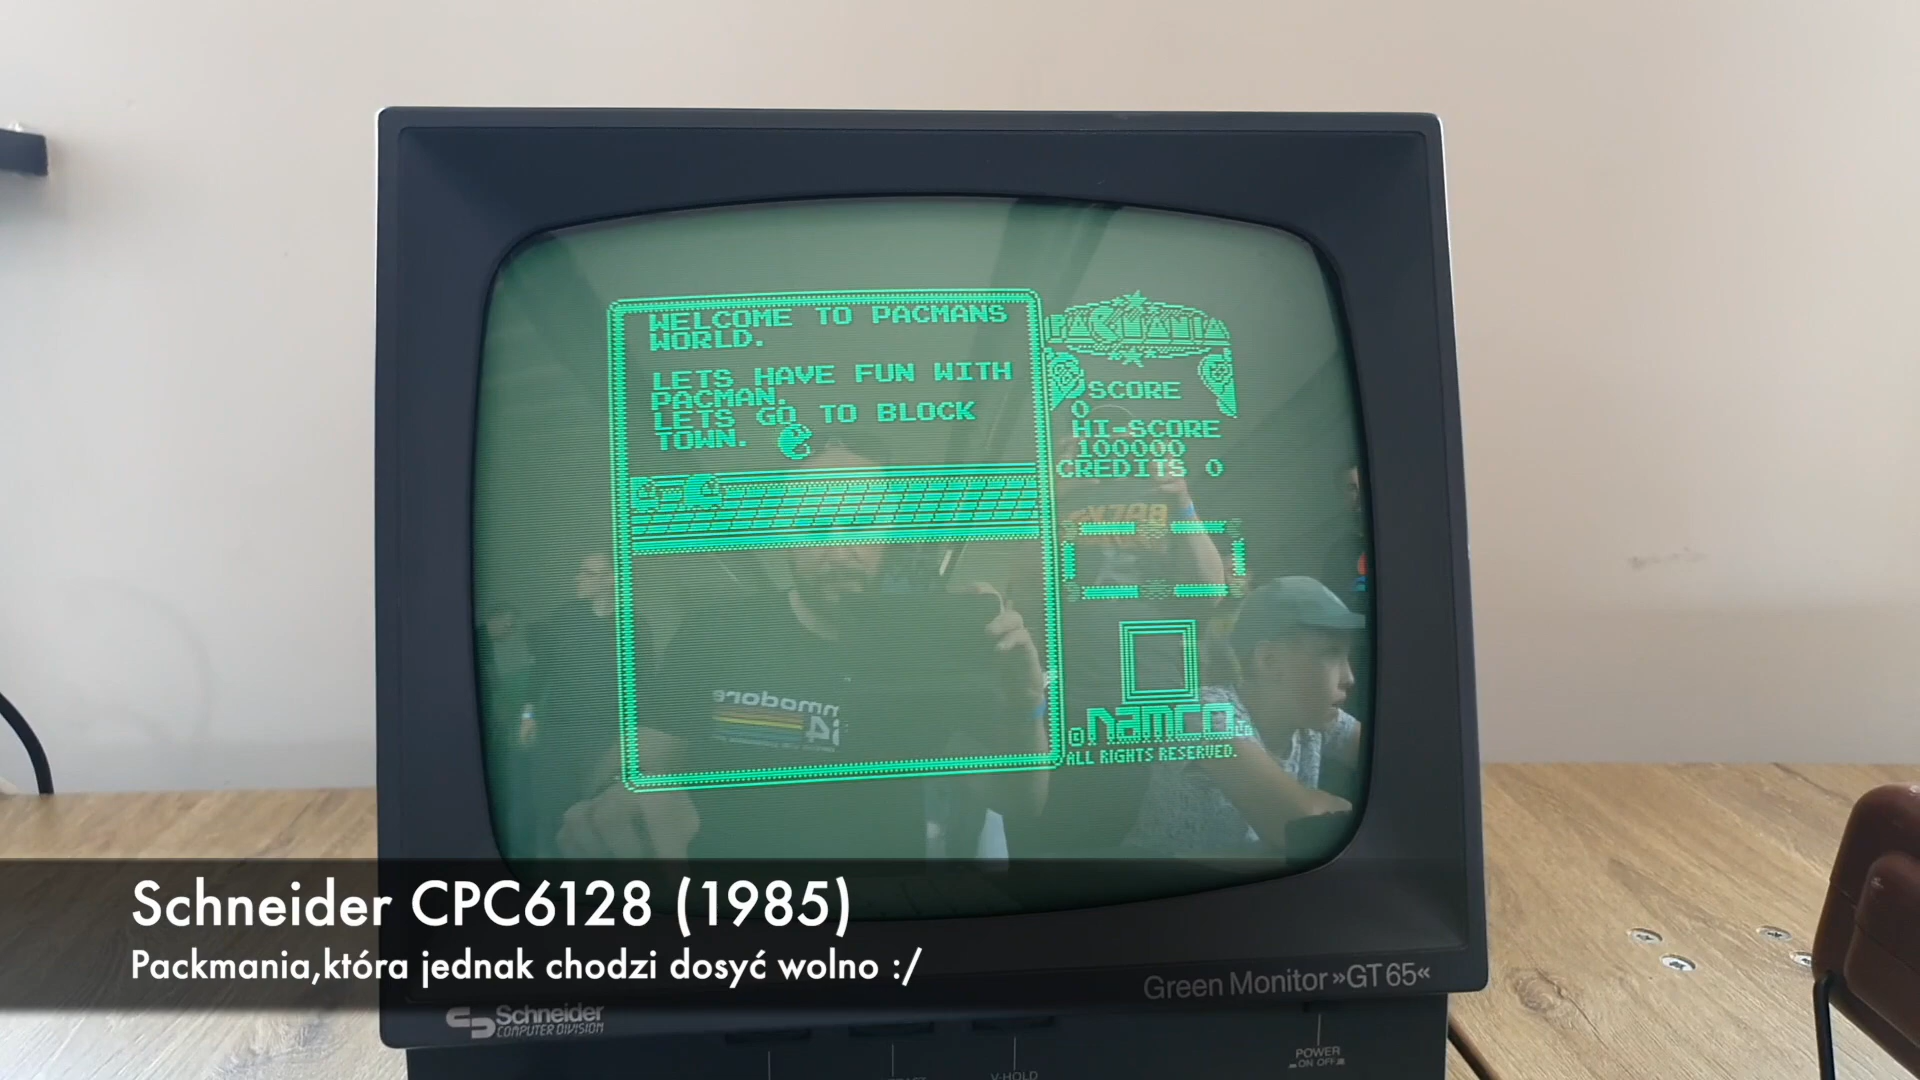 WELCOME TO PACMANS
WORLD.
LETS HAVE FUN WITH
PACMAN.
LETS GO TO BLOCK
TOWN.
PACMANIA
SCORE
0
HI-SCORE
100000
CREDITS 0
©namco
ALL RIGHTS RESERVED.
Schneider CPC6128 (1985)
Packmania,która jednak chodzi dosyć wolno :/
Green Monitor »GT 65«
Schneider
COMPUTER DIVISION
V-HOLD
POWER
ON OFF